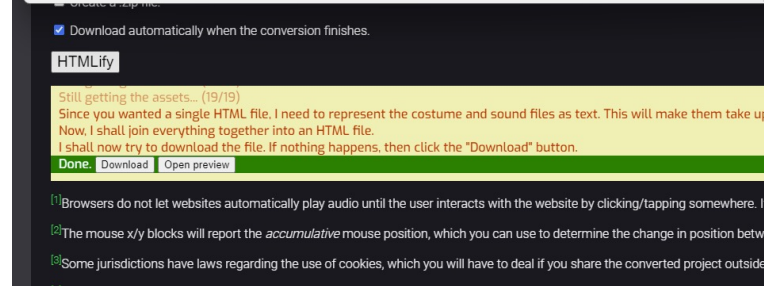 Create a .zip file.
Download automatically when the conversion finishes.
HTMLify
Still getting the assets... (19/19)
Since you wanted a single HTML file, I need to represent the costume and sound files as text. This will make them take up
Now, I shall join everything together into an HTML file.
I shall now try to download the file. If nothing happens, then click the "Download" button.
Done. Download Open preview
[1]Browsers do not let websites automatically play audio until the user interacts with the website by clicking/tapping somewhere. I
[2]The mouse x/y blocks will report the accumulative mouse position, which you can use to determine the change in position betw
[3]Some jurisdictions have laws regarding the use of cookies, which you will have to deal if you share the converted project outside